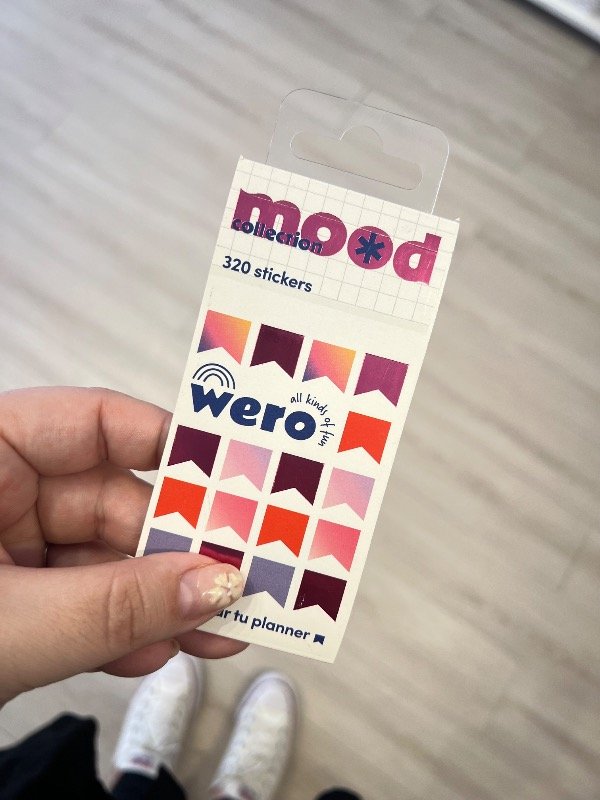 mood
collection
320 stickers
wero
all kinds of fun
tu planner